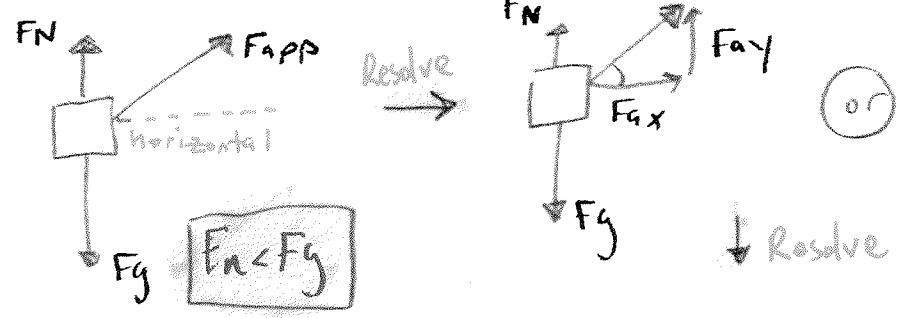 FN
Fapp
horizontal
Fg
Fn < Fg
Resolve
FN
Fay
Fax
Fg
or
Resolve